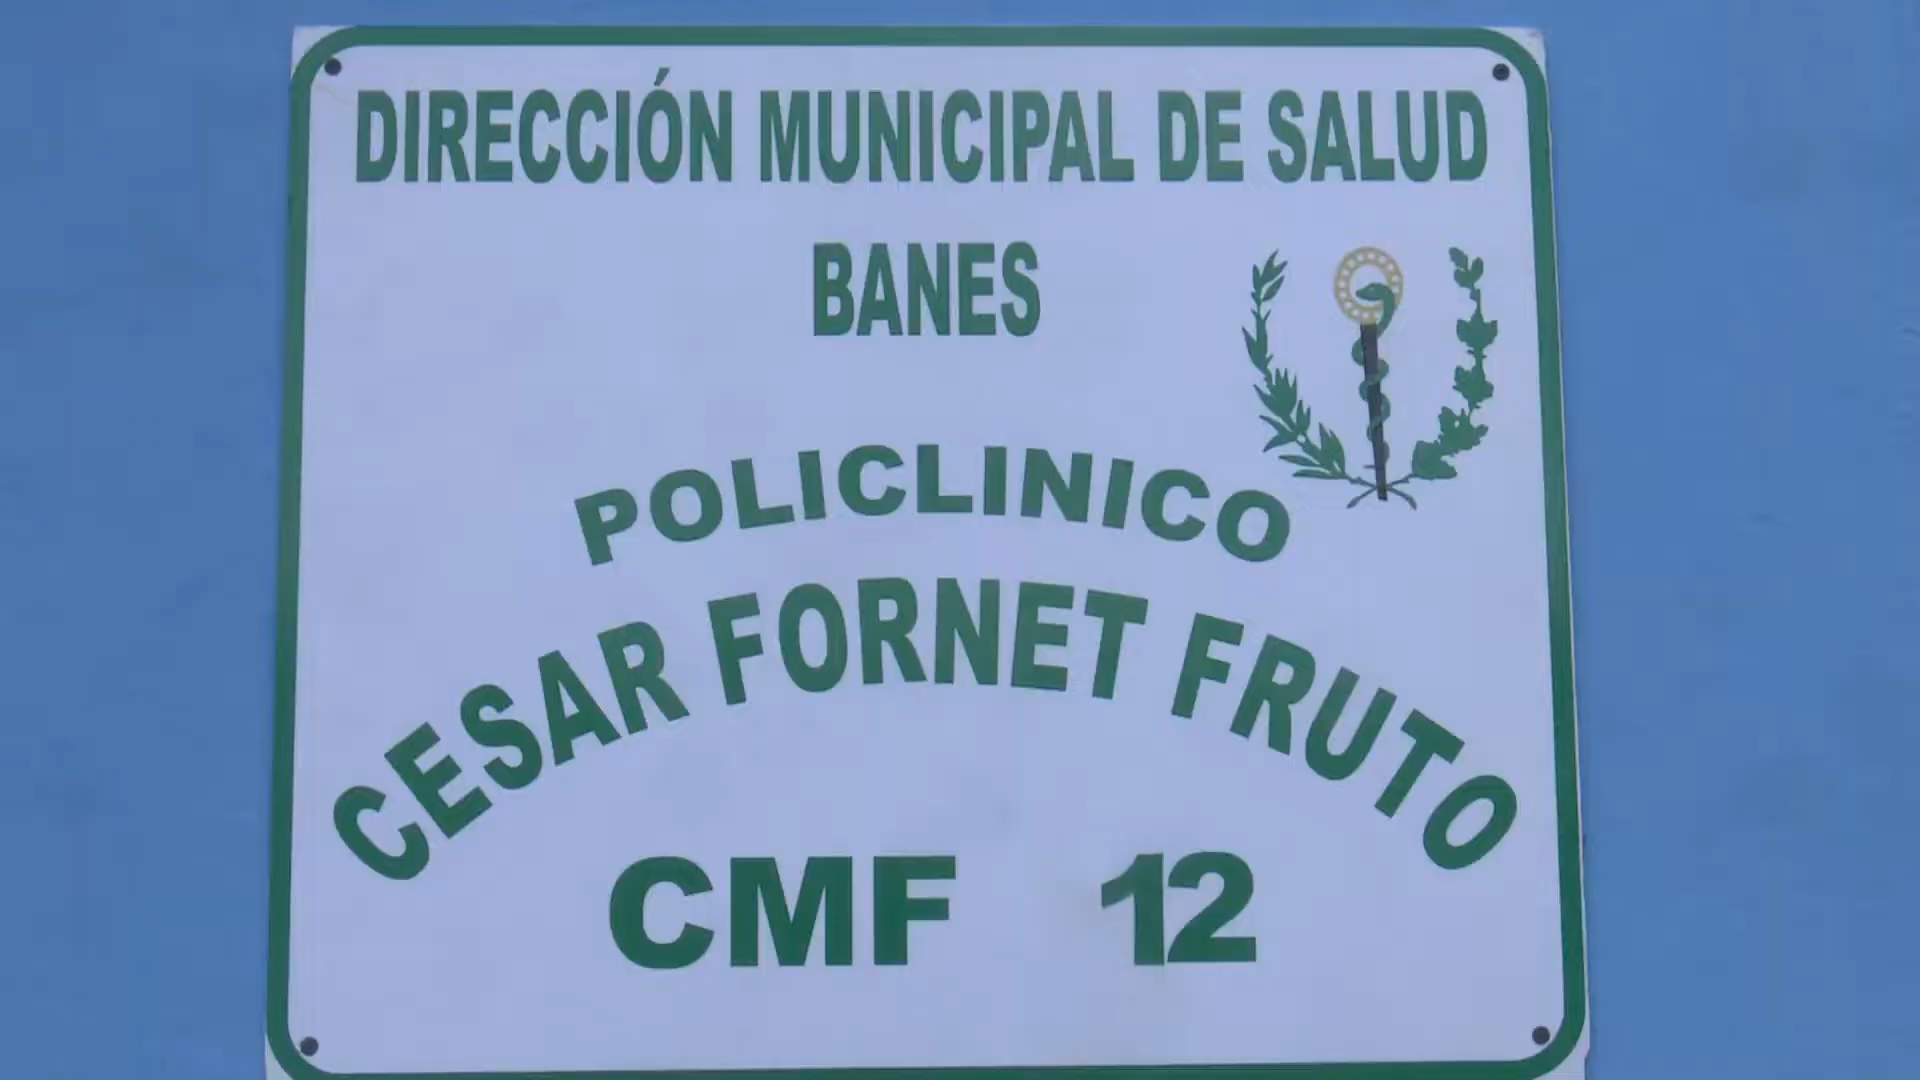 DIRECCIÓN MUNICIPAL DE SALUD
BANES
POLICLINICO
CESAR FORNET FRUTO
CMF 12